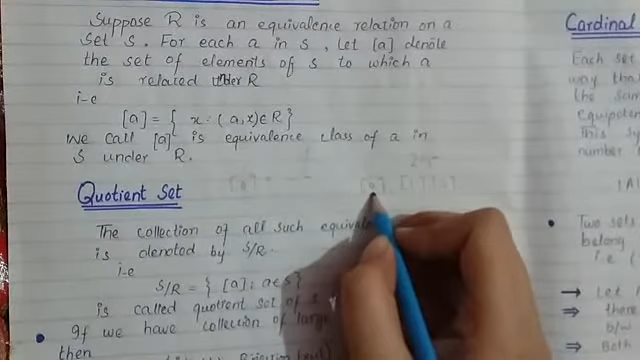 Suppose R is an equivalence relation on a
Set S. For each a in S, Let [a] denote
the set of elements of S to which a
is related under R
i-e
[a] = { x : (a,x) ∈ R }
We call [a] is equivalence class of a in
S under R.
Quotient Set
The collection of all such
is denoted by S/R.
i-e
S/R = { [a] : a∈S }
is called quotient set of S
If we have collection of
then
Cardinal
Each set
way tha
the sam
equipote
This
number
|A|
Two sets
belong
i.e
Let
there
b/w
Both